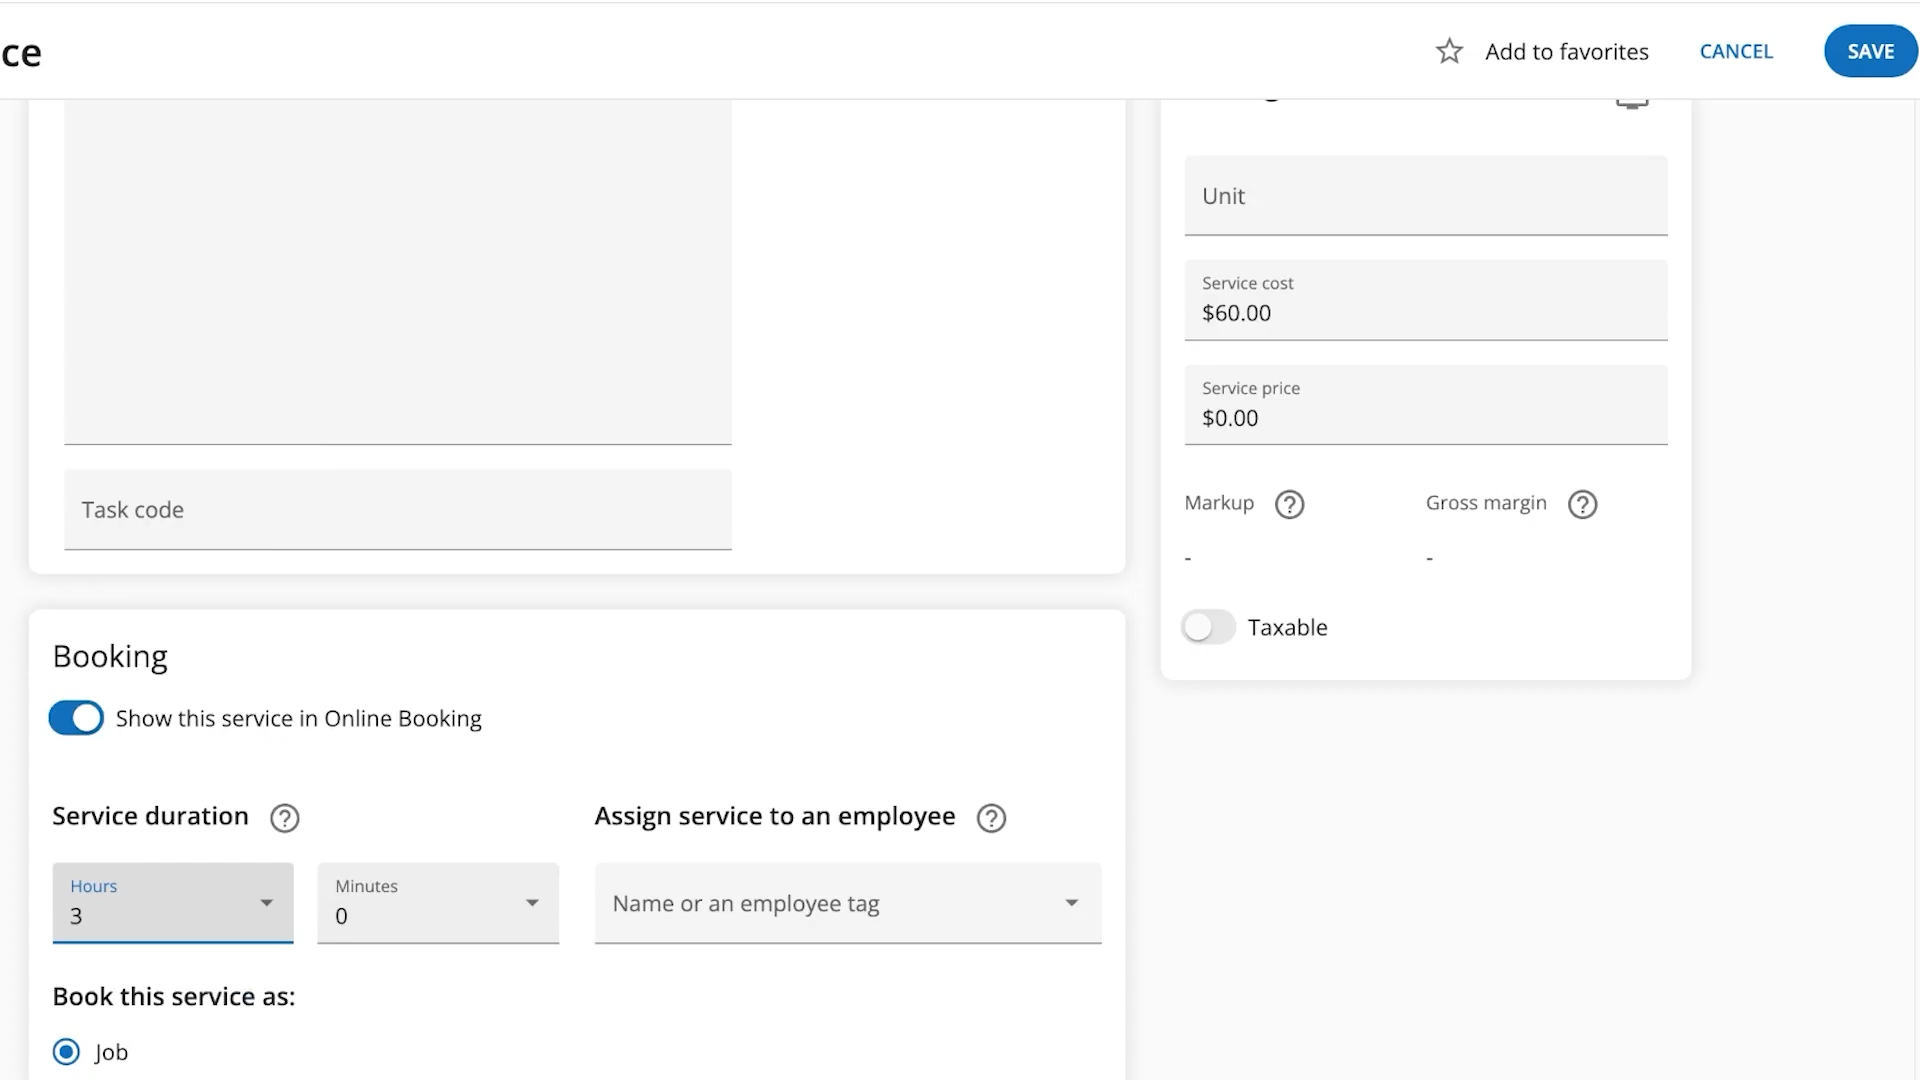 ce
Add to favorites
CANCEL
SAVE
Unit
Service cost
$60.00
Service price
$0.00
Task code
Markup
Gross margin
-
-
Taxable
Booking
Show this service in Online Booking
Service duration
Assign service to an employee
Hours
3
Minutes
0
Name or an employee tag
Book this service as:
Job